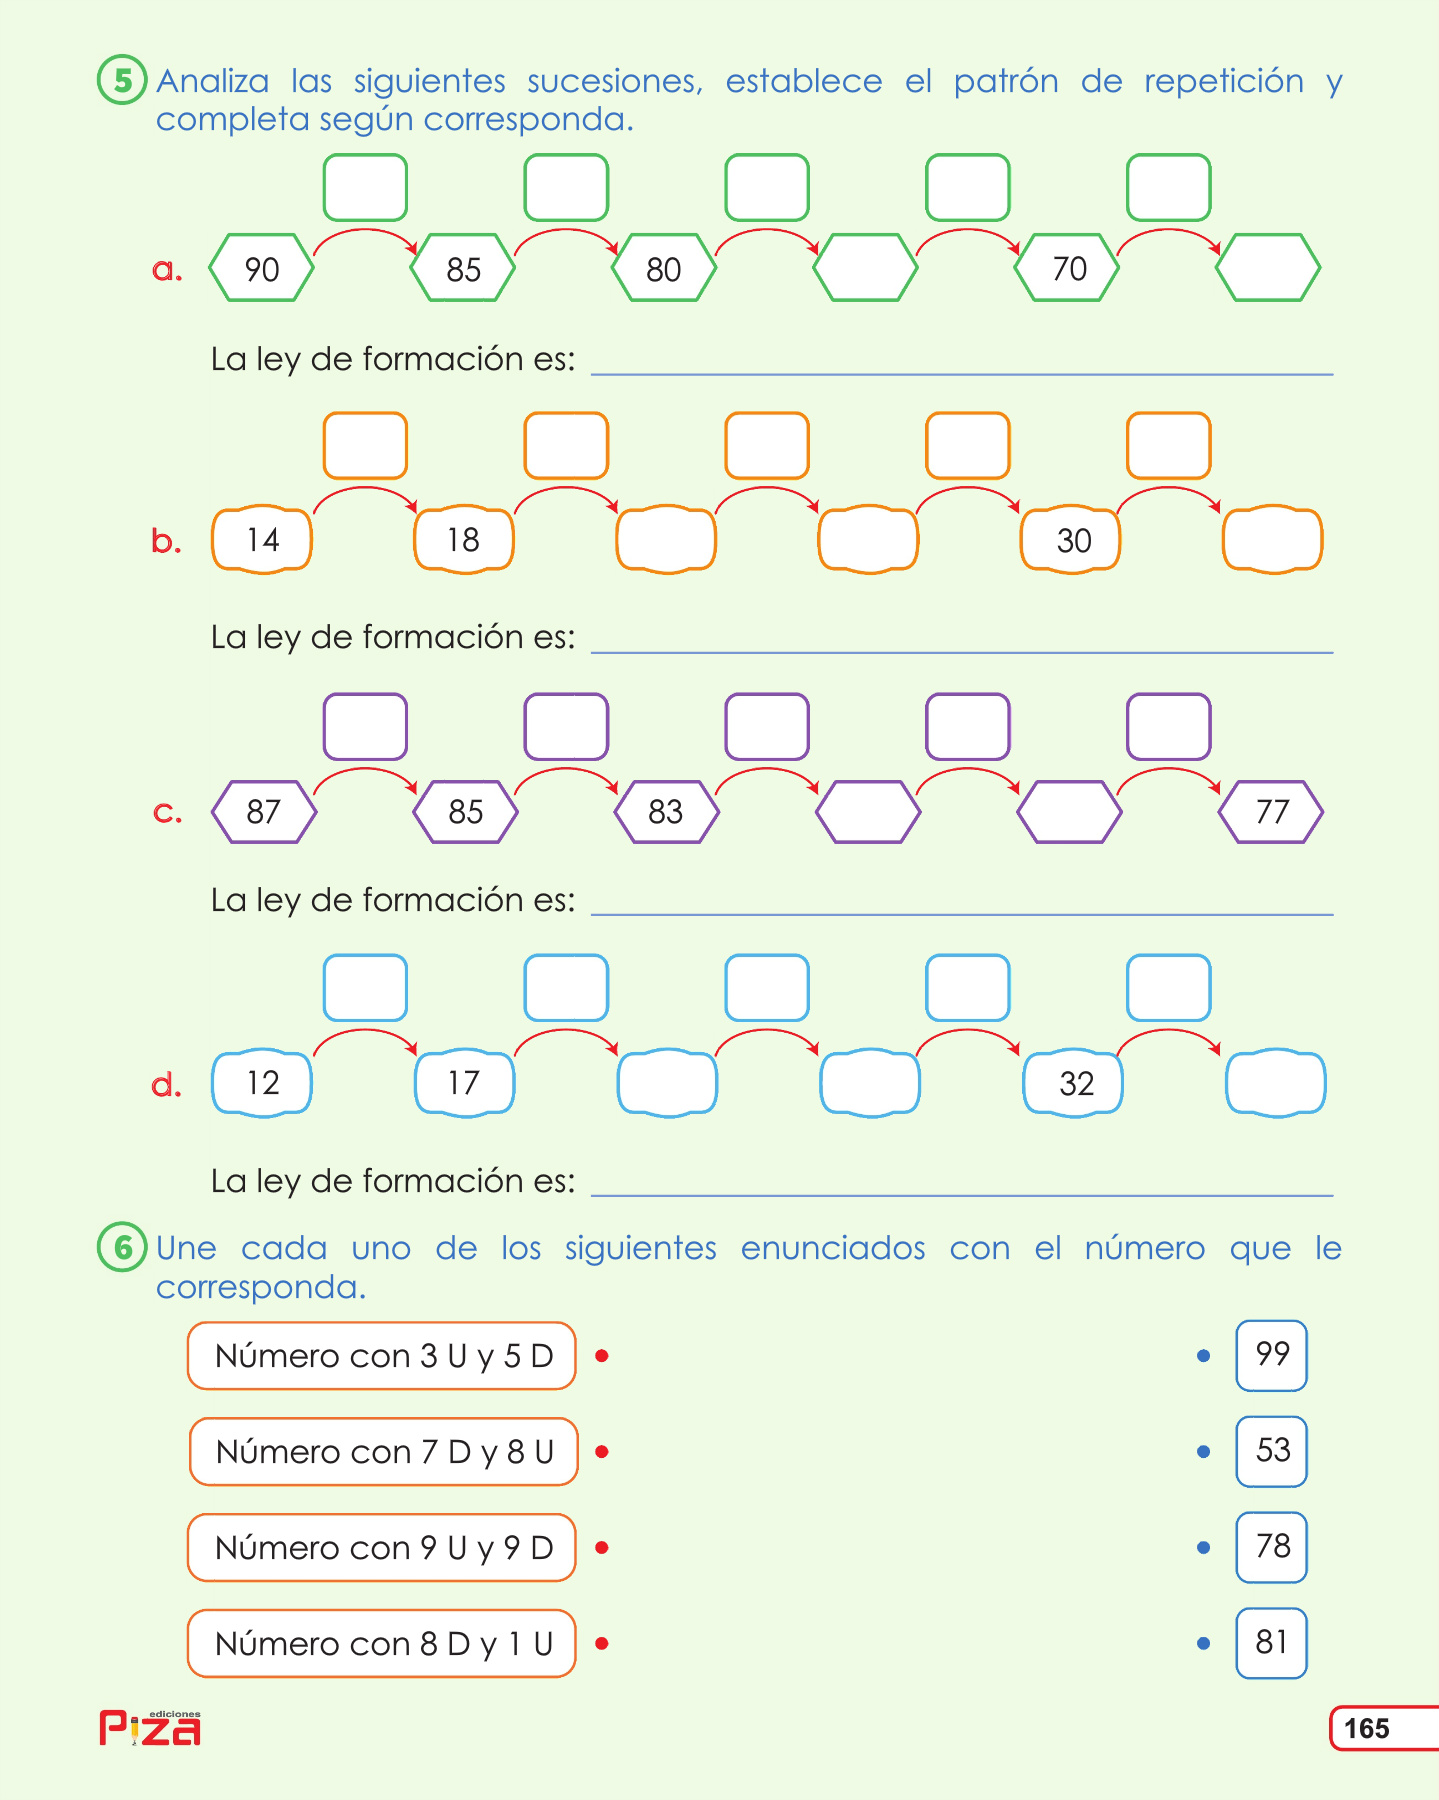 5 Analiza las siguientes sucesiones, establece el patrón de repetición y
completa según corresponda.
a. 90 85 80 70
La ley de formación es:
b. 14 18 30
La ley de formación es:
c. 87 85 83 77
La ley de formación es:
d. 12 17 32
La ley de formación es:
6 Une cada uno de los siguientes enunciados con el número que le
corresponda.
Número con 3 U y 5 D 99
Número con 7 D y 8 U 53
Número con 9 U y 9 D 78
Número con 8 D y 1 U 81
ediciones
Piza
165